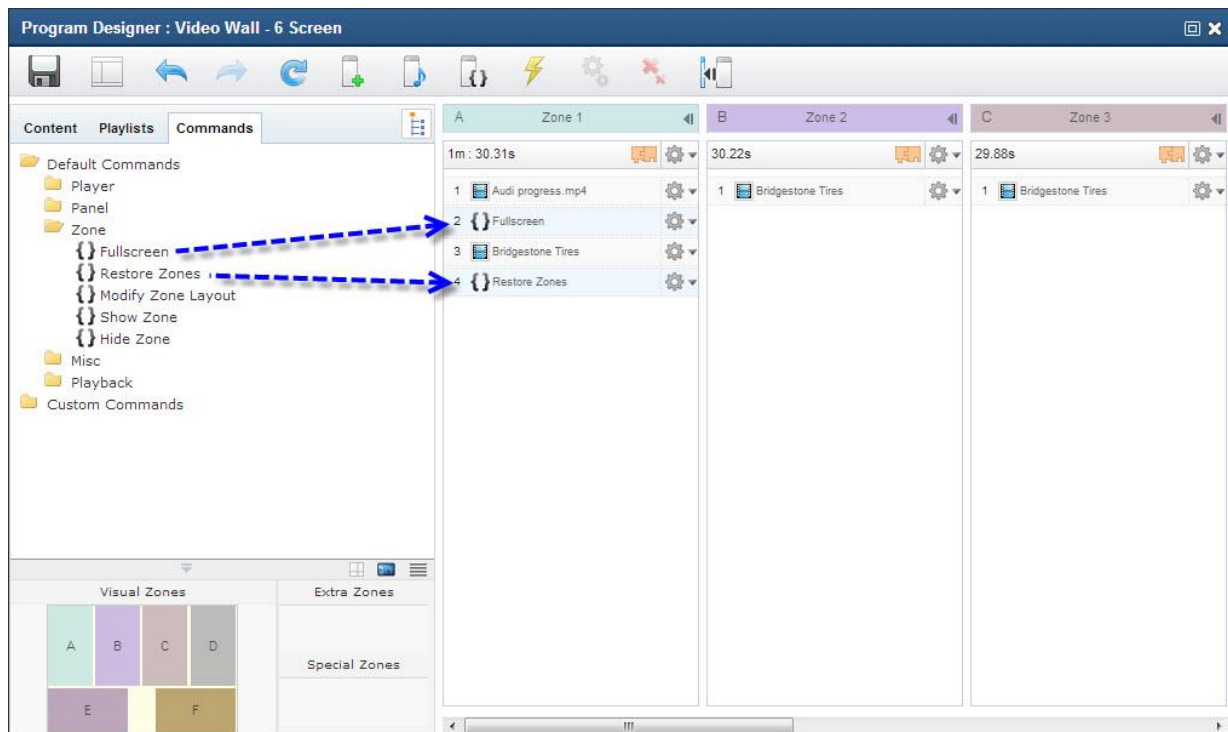 Program Designer : Video Wall - 6 Screen
Content Playlists Commands
Default Commands
Player
Panel
Zone
{} Fullscreen
{} Restore Zones
{} Modify Zone Layout
{} Show Zone
{} Hide Zone
Misc
Playback
Custom Commands
Visual Zones
A B C D
E F
Extra Zones
Special Zones
A Zone 1
1m : 30.31s
1 Audi progress.mp4
2 {} Fullscreen
3 Bridgestone Tires
4 {} Restore Zones
B Zone 2
30.22s
1 Bridgestone Tires
C Zone 3
29.88s
1 Bridgestone Tires